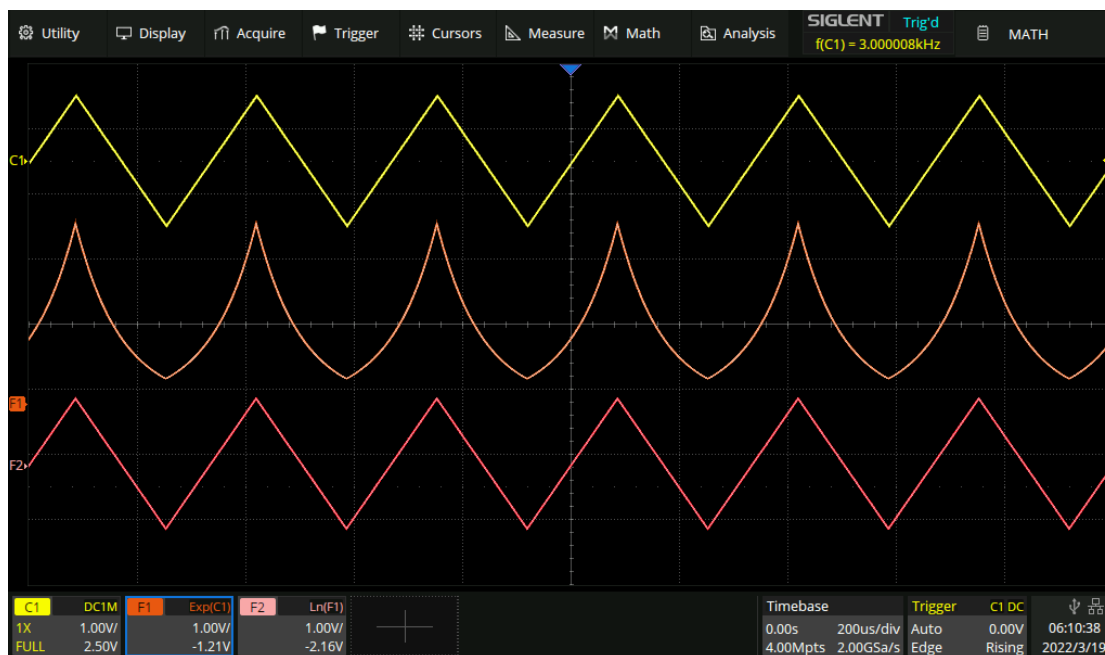 Utility Display Acquire Trigger Cursors Measure Math Analysis SIGLENT Trig'd MATH
f(C1) = 3.000008kHz
C1
F1
F2
C1 DC1M F1 Exp(C1) F2 Ln(F1) Timebase Trigger C1 DC
1X 1.00V/ 1.00V/ 1.00V/ 0.00s 200us/div Auto 0.00V 06:10:38
FULL 2.50V -1.21V -2.16V 4.00Mpts 2.00GSa/s Edge Rising 2022/3/19